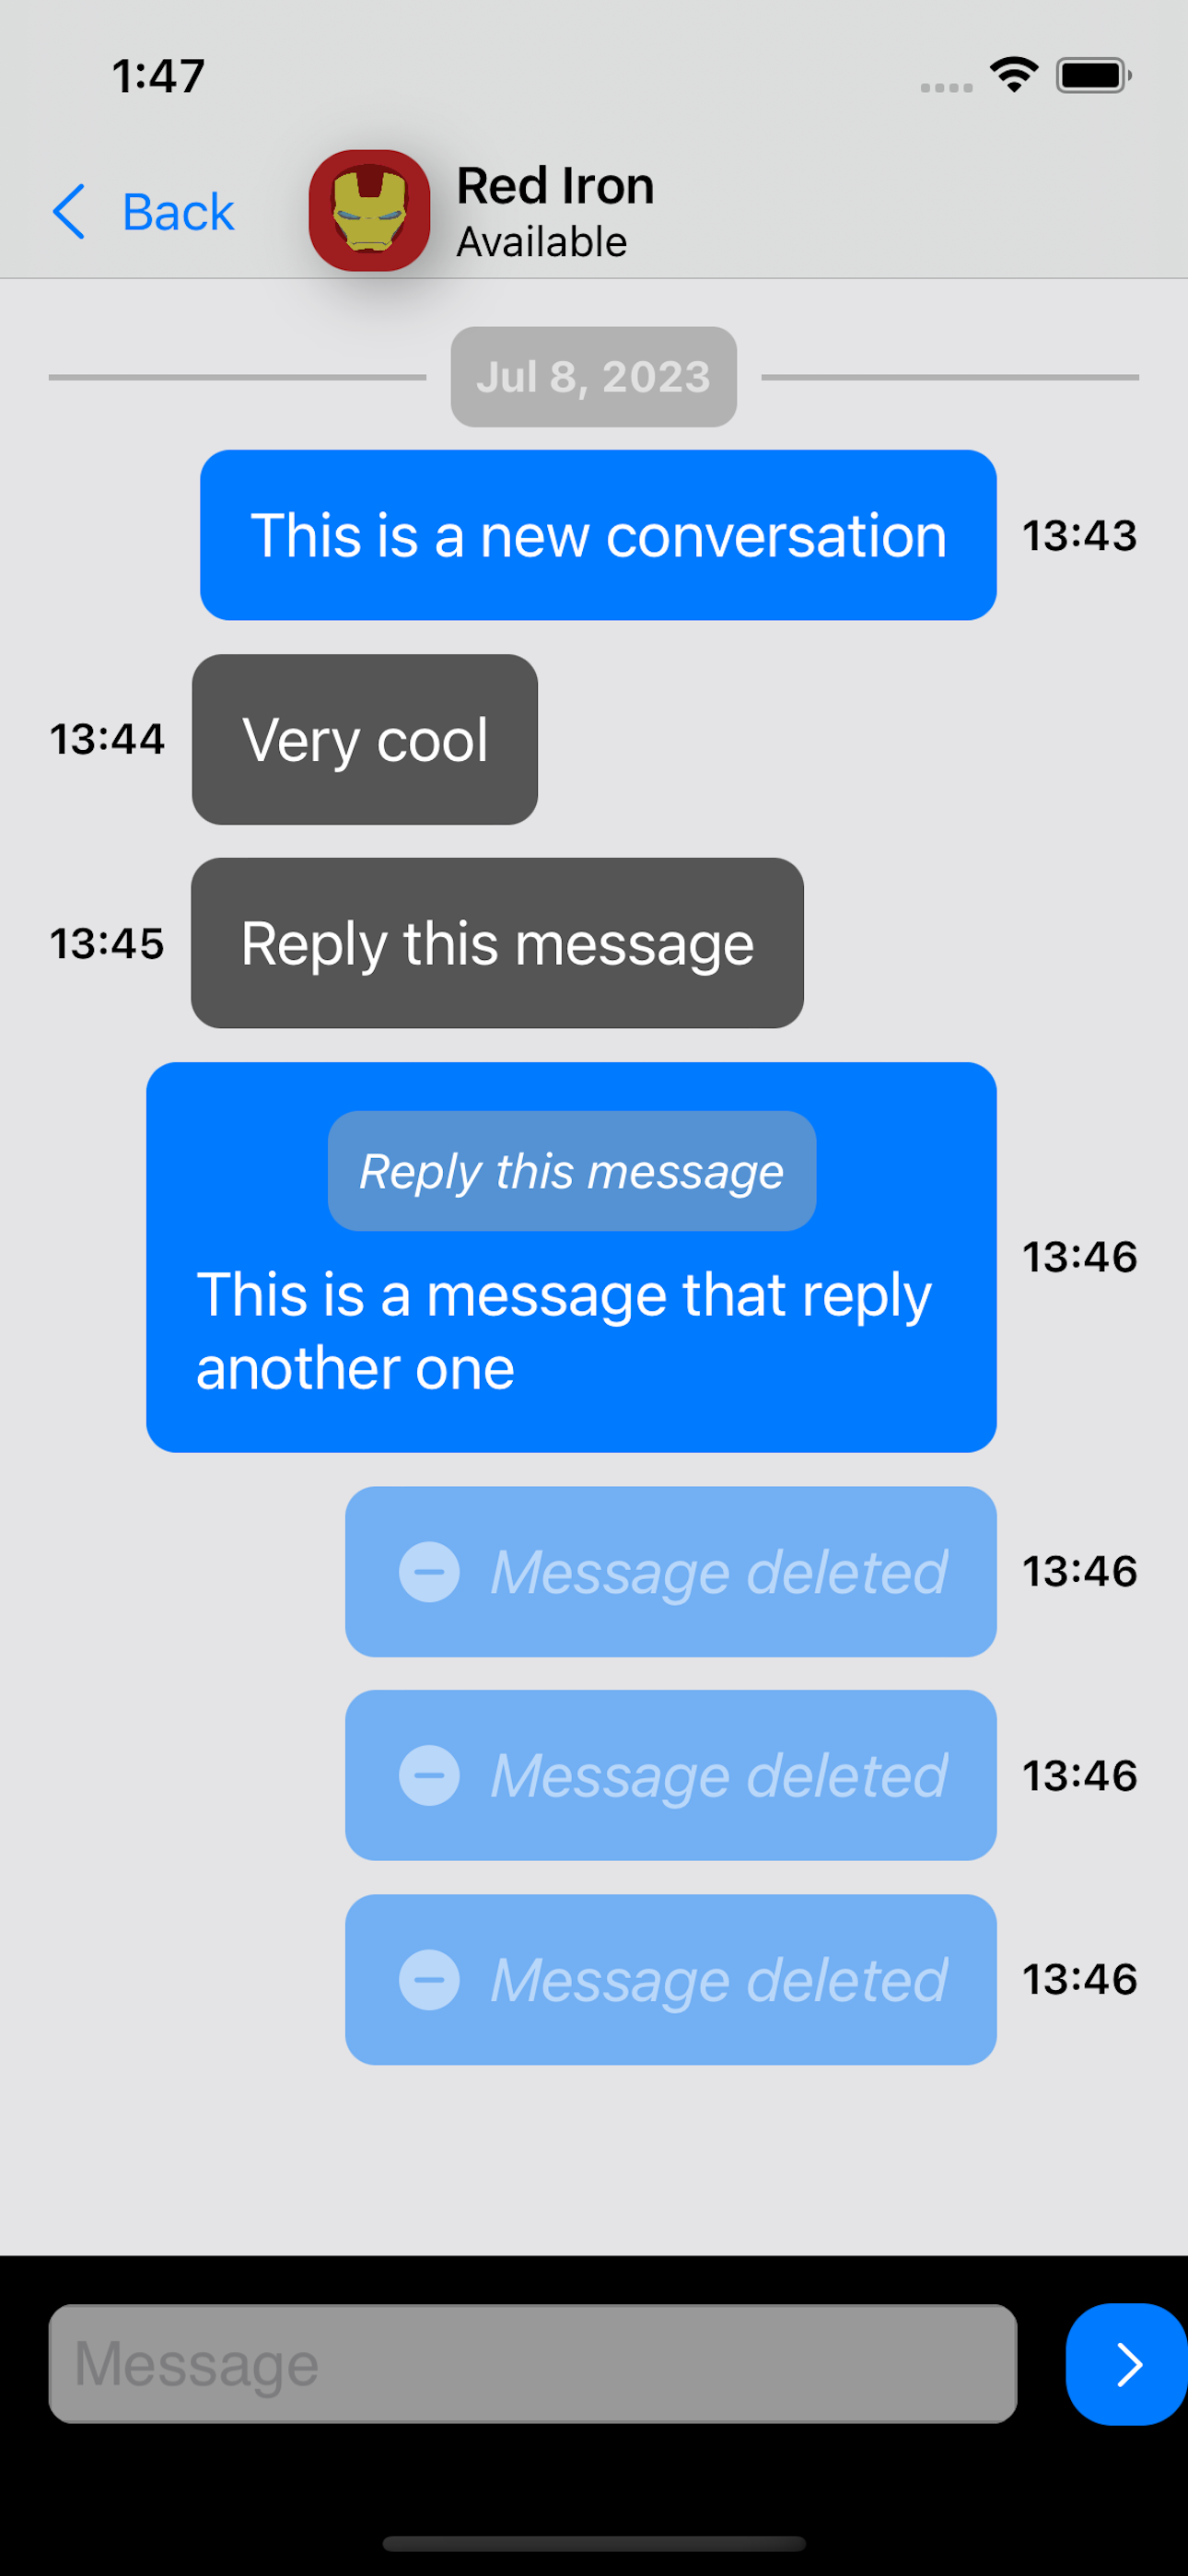 1:47
Back
Red Iron
Available
Jul 8, 2023
This is a new conversation
13:43
13:44
Very cool
13:45
Reply this message
Reply this message
This is a message that reply
another one
13:46
Message deleted
13:46
Message deleted
13:46
Message deleted
13:46
Message